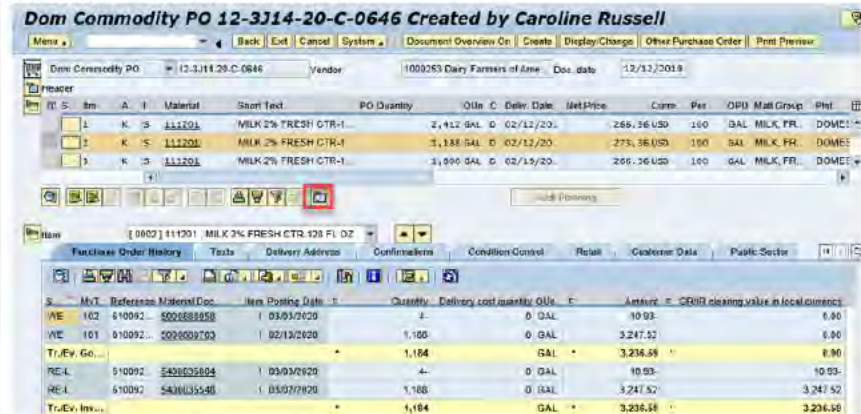 Dom Commodity PO 12-3J14-20-C-0646 Created by Caroline Russell
Menu Back Exit Cancel System Document Overview On Create Display/Change Other Purchase Order Print Preview
Dom Commodity PO 12-3J14-20-C-0646 Vendor 1000253 Dairy Farmers of Ame Doc. date 12/12/2019
Header
S. Itm A I Material Short Text PO Quantity OUn C Deliv. Date Net Price Curr Per OPU Matl Group Plnt
1 K S 111201 MILK 2% FRESH CTR-1... 2,412 GAL D 02/12/20.. 266.36 USD 100 GAL MILK, FR.. DOMES
2 K S 111201 MILK 2% FRESH CTR-1... 1,188 GAL D 02/12/20.. 273.36 USD 100 GAL MILK, FR.. DOMES
3 K S 111201 MILK 2% FRESH CTR-1... D 02/19/20.. 266.36 USD 100 GAL MILK, FR.. DOMES
Item [ 0002 ] 111201 , MILK 2% FRESH CTR-128 FL OZ
Purchase Order History Texts Delivery Address Confirmations Condition Control Retail Customer Data Public Sector
S MvT Reference Material Doc Item Posting Date Quantity Delivery cost quantity OUn Amount GR/IR clearing value in local currency
WE 102 610092... 1 03/03/2020 4- 0 GAL 10.93- 0.00
WE 101 610092... 1 02/13/2020 1,188 0 GAL 3,247.52 0.00
Tr./Ev. Go... 1,184 GAL 3,236.59 0.00
RE-L 610092... 5400035804 1 03/03/2020 4- 0 GAL 10.93- 10.93-
RE-L 610092... 5400035548 1 1,188 0 GAL 3,247.52 3,247.52
Tr./Ev. Inv... 1,184 GAL 3,236.59 3,236.59